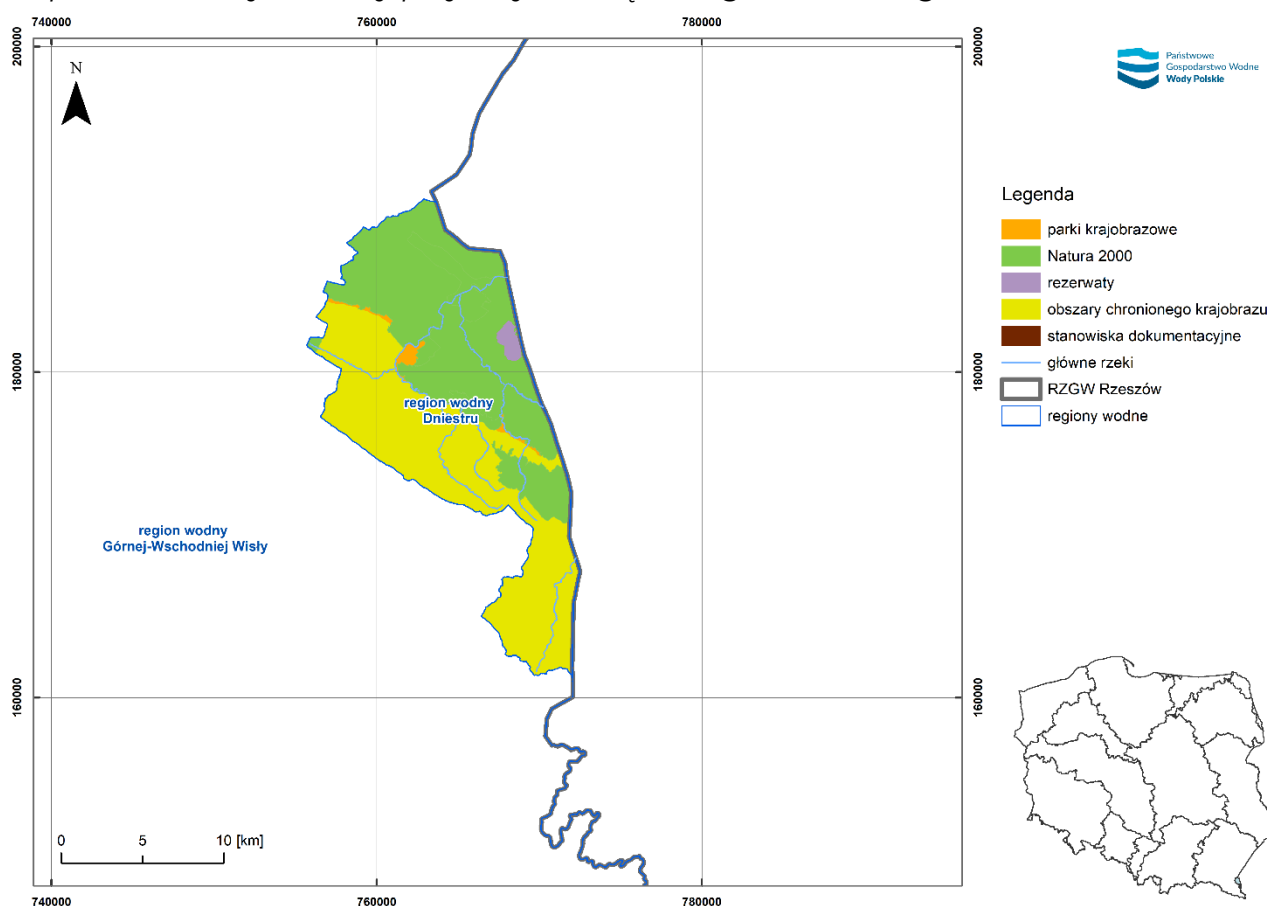 740000 760000 780000
200000 200000
N
Państwowe
Gospodarstwo Wodne
Wody Polskie
Legenda
parki krajobrazowe
Natura 2000
rezerwaty
obszary chronionego krajobrazu
stanowiska dokumentacyjne
główne rzeki
RZGW Rzeszów
regiony wodne
180000 180000
region wodny
Dniestru
region wodny
Górnej-Wschodniej Wisły
160000 160000
0 5 10 [km]
740000 760000 780000